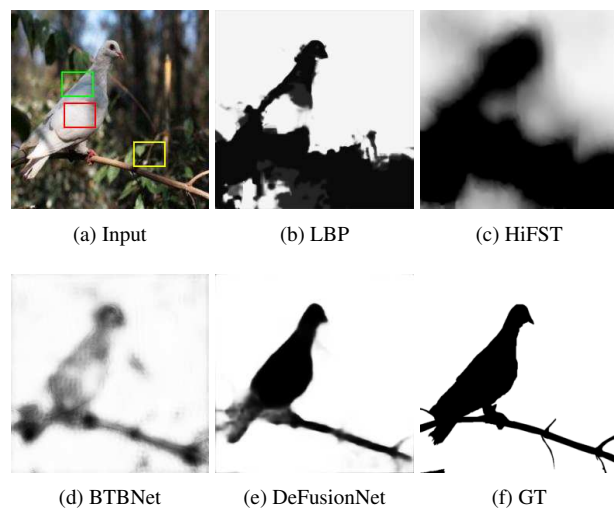 (a) Input
(b) LBP
(c) HiFST
(d) BTBNet
(e) DeFusionNet
(f) GT